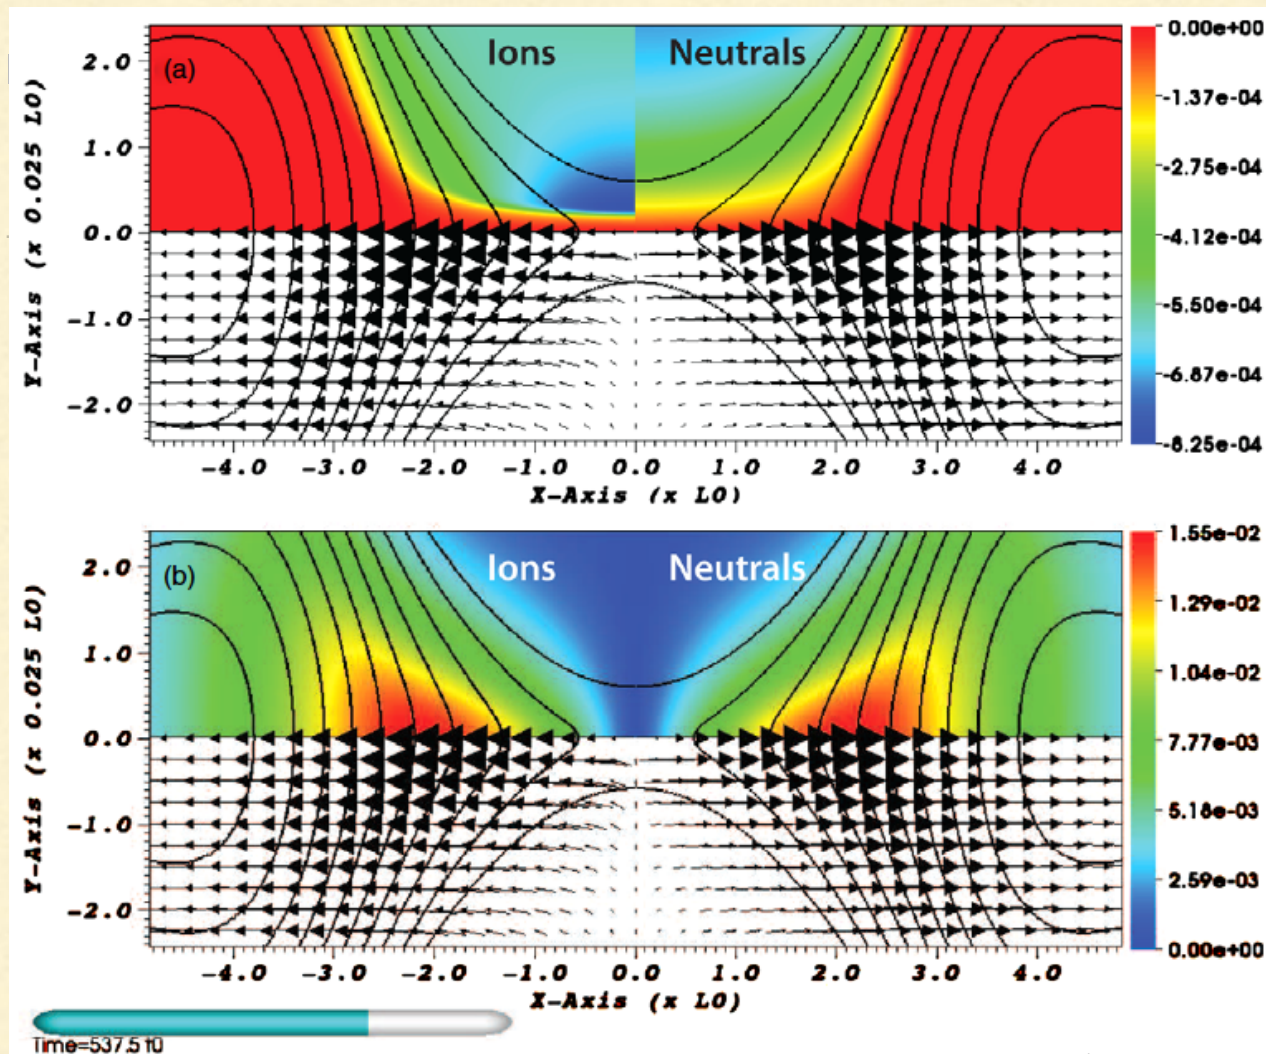 (a)
Ions
Neutrals
2.0
1.0
0.0
-1.0
-2.0
Y-Axis (x 0.025 L0)
-4.0 -3.0 -2.0 -1.0 0.0 1.0 2.0 3.0 4.0
X-Axis (x L0)
0.00e+00
-1.37e-04
-2.75e-04
-4.12e-04
-5.50e-04
-6.87e-04
-8.25e-04
(b)
Ions
Neutrals
2.0
1.0
0.0
-1.0
-2.0
Y-Axis (x 0.025 L0)
-4.0 -3.0 -2.0 -1.0 0.0 1.0 2.0 3.0 4.0
X-Axis (x L0)
1.55e-02
1.29e-02
1.04e-02
7.77e-03
5.18e-03
2.59e-03
0.00e+00
Time=537.5 t0